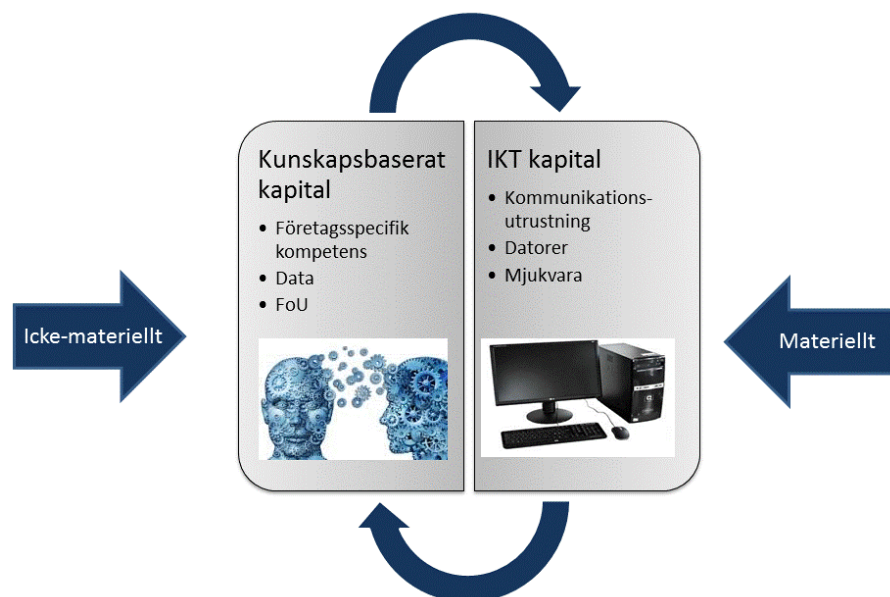 Kunskapsbaserat
kapital
• Företagsspecifik
kompetens
• Data
• FoU
IKT kapital
• Kommunikations-
utrustning
• Datorer
• Mjukvara
Icke-materiellt
Materiellt